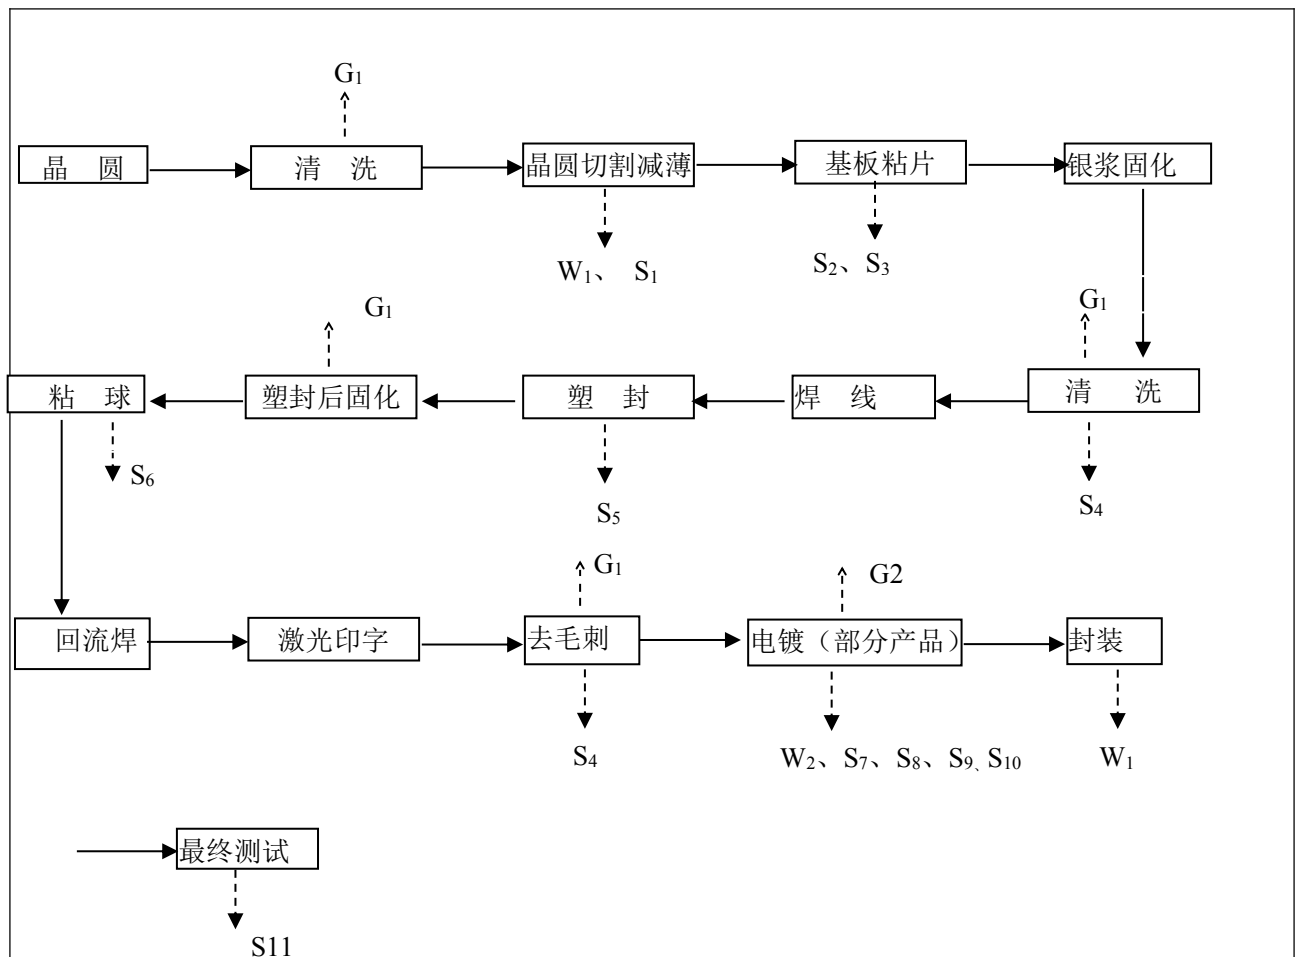 G₁
晶 圆 清 洗 晶圆切割减薄 基板粘片 银浆固化
W₁、 S₁ S₂、S₃
G₁ G₁
粘 球 塑封后固化 塑 封 焊 线 清 洗
S₆ S₅ S₄
G₁ G2
回流焊 激光印字 去毛刺 电镀（部分产品） 封装
S₄ W₂、S₇、S₈、S₉、S₁₀ W₁
最终测试
S11